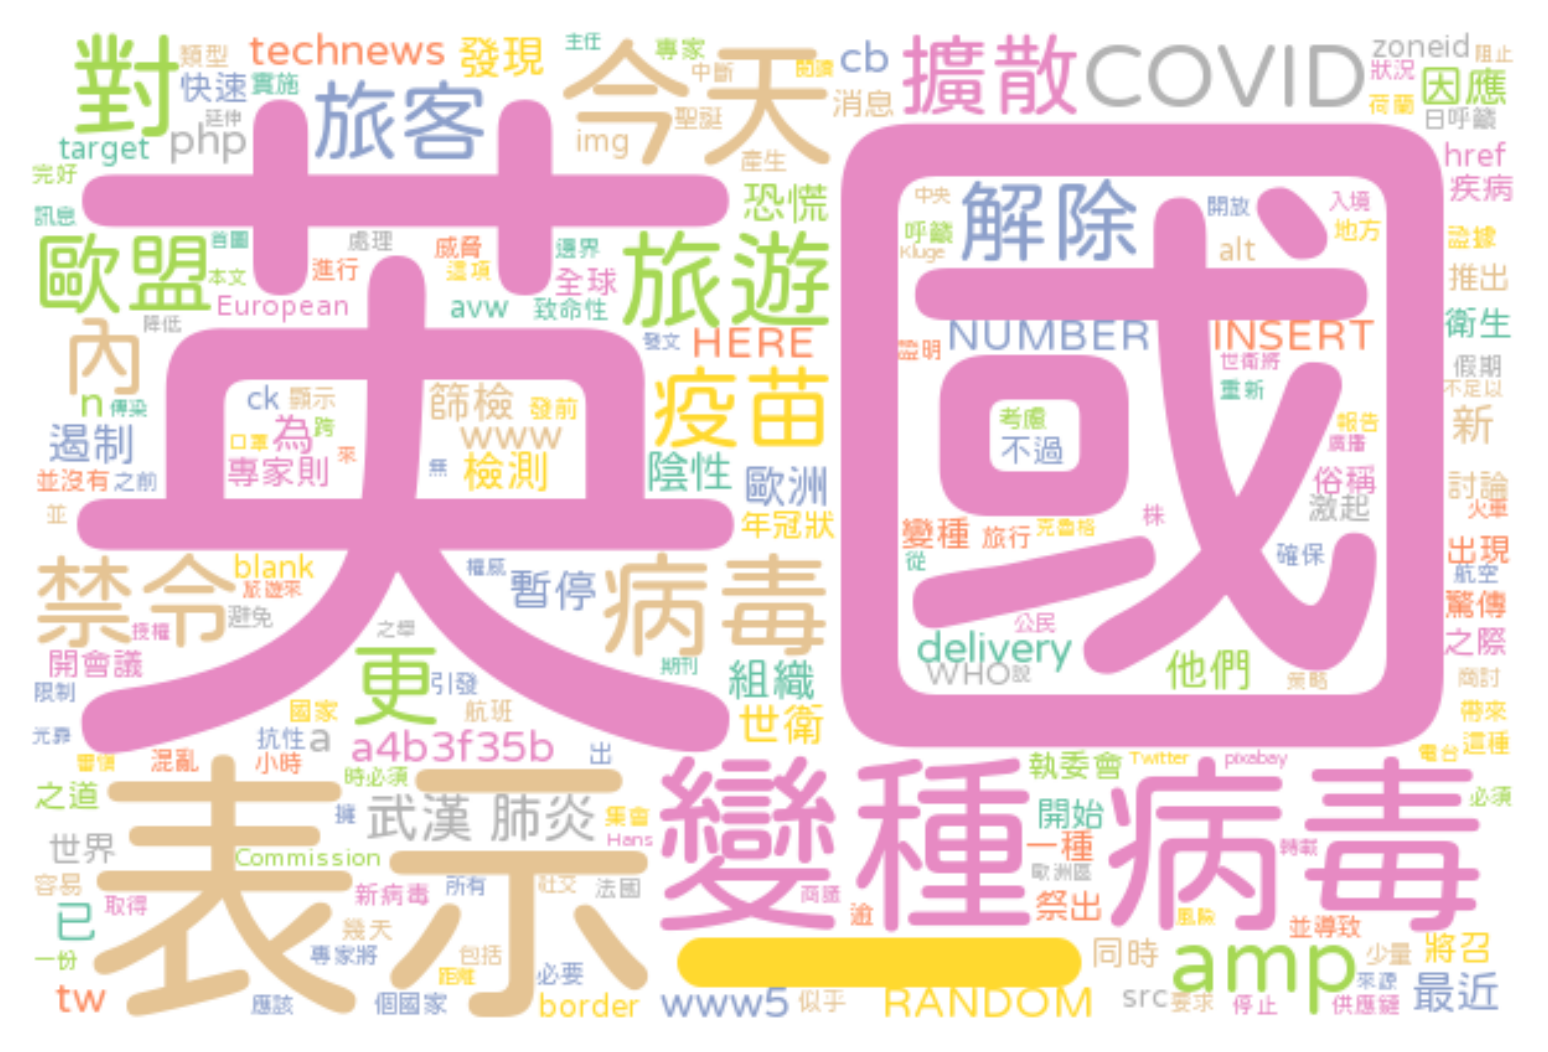 對 類型 technews 發現 主任 今天 專家 中斷 閱讀 cb 擴散 COVID zoneid 阻止
快速 實施 旅客 狀況 因應
延伸 聖誕 消息 荷蘭
target php img 日呼籲
產生 href
完好 疾病
恐慌 中央 解除 開放 入境
訊息 國
歐盟 首圖 處理 威脅 邊界 旅遊 呼籲 地方 證據
英
本文 進行 這項 全球 Kluge alt 推出
European avw 致命性
內 降低 發文 HERE NUMBER INSERT 衛生
證明 世衛將 假期
ck 顯示 篩檢 發前 疫苗 重新 不足以
n 傳染 考慮 報告 新
遏制 口罩 為 跨 www 不過 廣播
專家則 來 無 檢測 陰性 歐洲 俗稱 討論
並沒有 之前 激起 火車
並 年冠狀 變種 旅行 克魯格 株
禁令 blank 權威 暫停 病毒 從 確保 出現
旅遊來 航空
授權 避免 之舉 公民 驚傳
開會議 更 期刊 delivery 他們 之際
限制 引發 組織 WHO 說 策略 商討
國家 航班 世衛 帶來
光靠 抗性 a a4b3f35b 出 電台 這種
雷價 混亂 小時 執委會 Twitter pixabay
之道 表示 時必須 變種病毒 必須
擁 武漢 肺炎 集會 開始
世界 Hans 一種 轉載
Commission 歐洲區
容易 新病毒 所有 社交 法國 商議
取得 逾 祭出 風險 並導致
已 幾天
一份 專家將 包括 同時 amp 少量 將召
距離 必要 來源
tw 應該 個國家 border www5 似乎 RANDOM src 要求 停止 供應鏈 最近